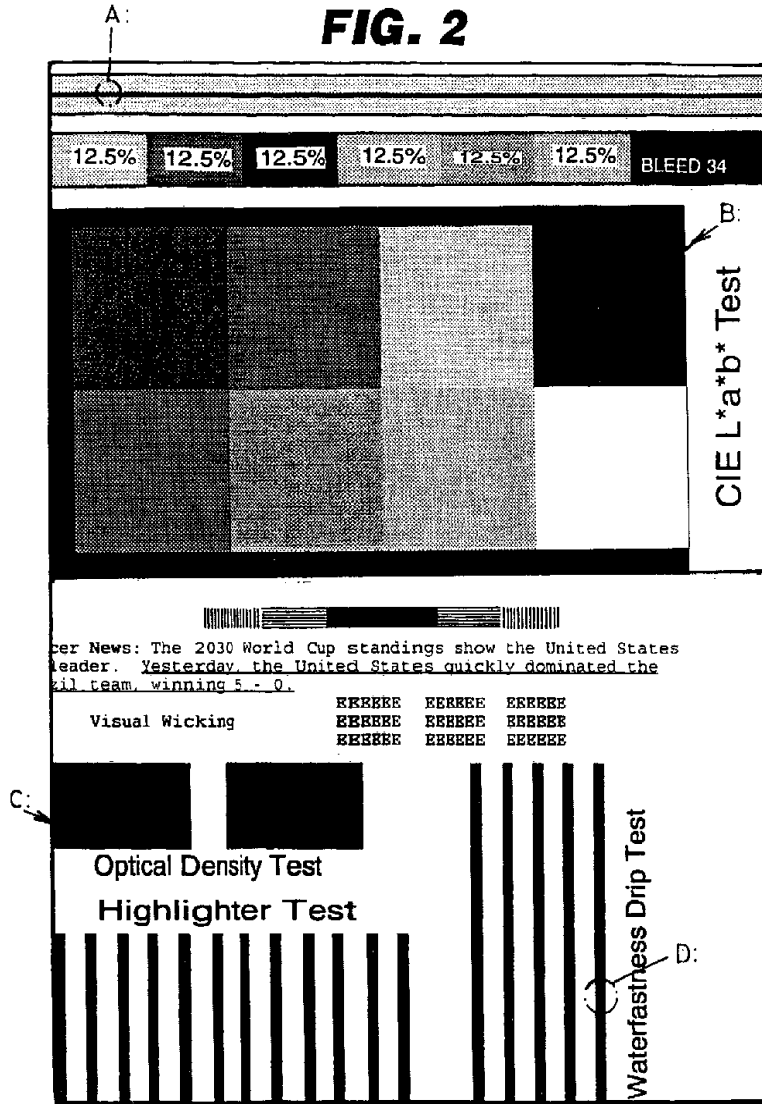 A:
FIG. 2
12.5% 12.5% 12.5% 12.5% 12.5% 12.5% BLEED 34
B:
CIE L*a*b* Test
cer News: The 2030 World Cup standings show the United States
leader. Yesterday, the United States quickly dominated the
zil team, winning 5 - 0.
EEEEEE EEEEEE EEEEEE
Visual Wicking EEEEEE EEEEEE EEEEEE
EEEEEE EEEEEE EEEEEE
C:
Optical Density Test
Highlighter Test
Waterfastness Drip Test
D: